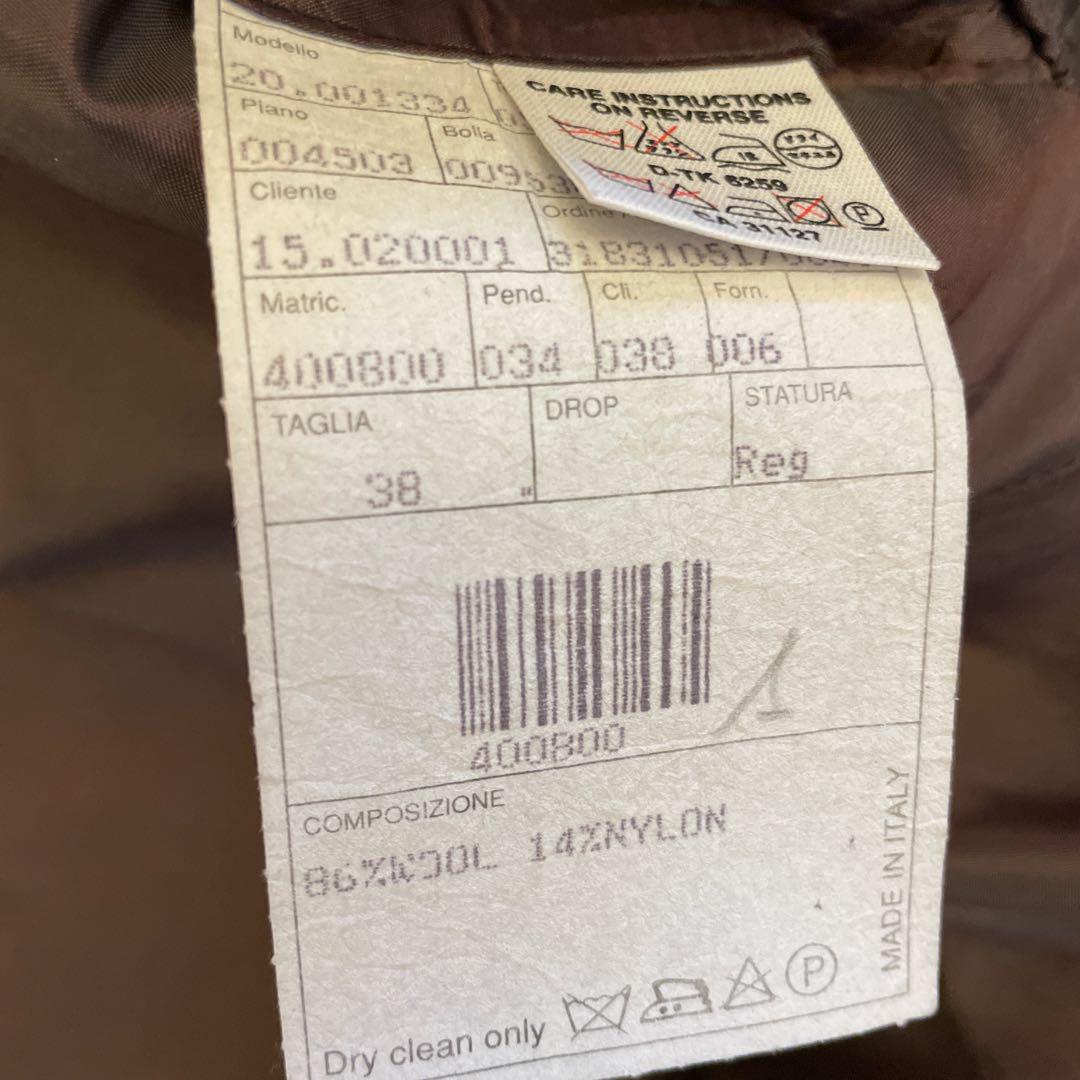 Modello
20.001334
Piano
Bolla
004503
Cliente
15.020001
Matric.
Pend.
Cli.
Forn.
400800
034
038
006
TAGLIA
DROP
STATURA
38
Reg
400800
1
COMPOSIZIONE
86%WOOL 14%NYLON
MADE IN ITALY
Dry clean only
P
CARE INSTRUCTIONS
ON REVERSE
D-TK 6259
P
CA 31127